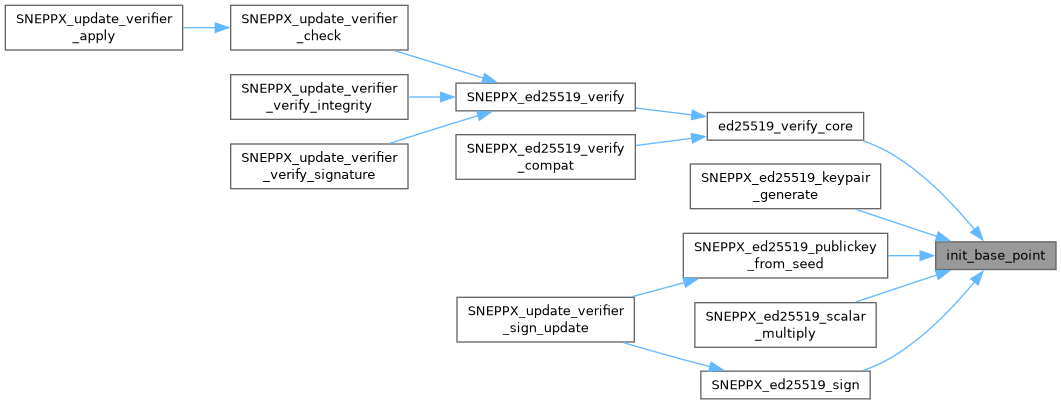 SNEPPX_update_verifier
_apply
SNEPPX_update_verifier
_check
SNEPPX_update_verifier
_verify_integrity
SNEPPX_update_verifier
_verify_signature
SNEPPX_ed25519_verify
SNEPPX_ed25519_verify
_compat
ed25519_verify_core
SNEPPX_ed25519_keypair
_generate
SNEPPX_ed25519_publickey
_from_seed
SNEPPX_update_verifier
_sign_update
SNEPPX_ed25519_scalar
_multiply
SNEPPX_ed25519_sign
init_base_point